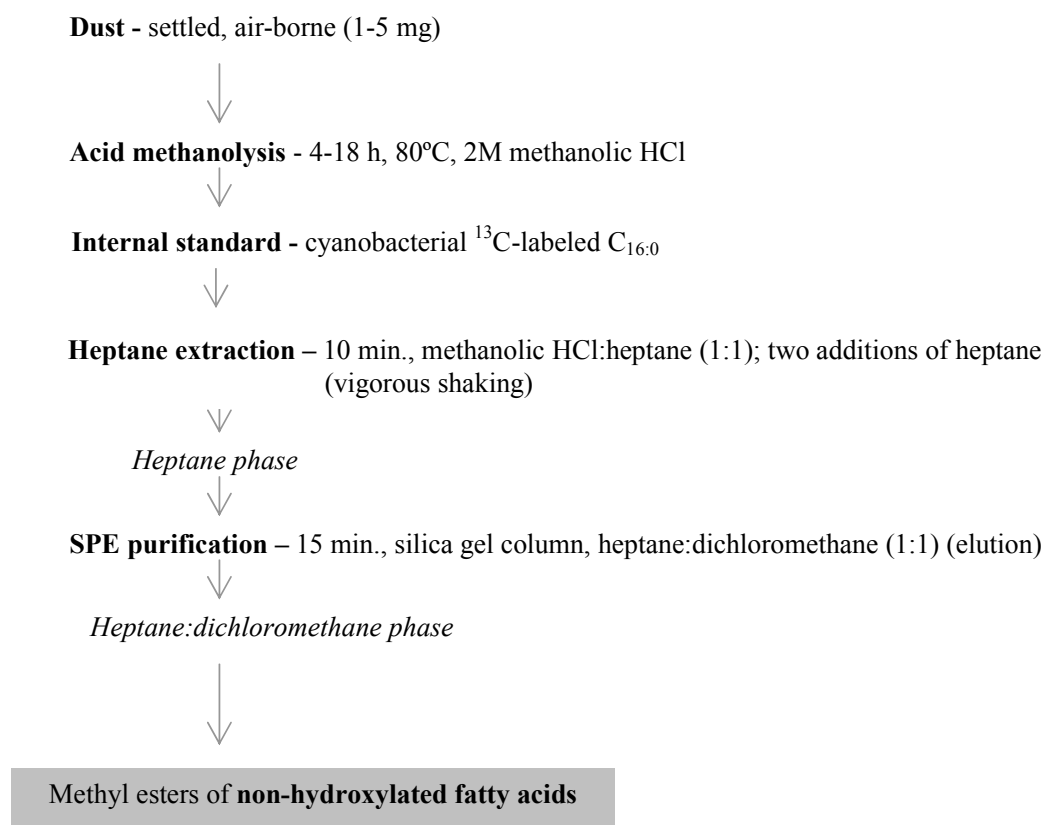 Dust - settled, air-borne (1-5 mg)
Acid methanolysis - 4-18 h, 80ºC, 2M methanolic HCl
Internal standard - cyanobacterial ¹³C-labeled C₁₆:₀
Heptane extraction – 10 min., methanolic HCl:heptane (1:1); two additions of heptane
(vigorous shaking)
Heptane phase
SPE purification – 15 min., silica gel column, heptane:dichloromethane (1:1) (elution)
Heptane:dichloromethane phase
Methyl esters of non-hydroxylated fatty acids